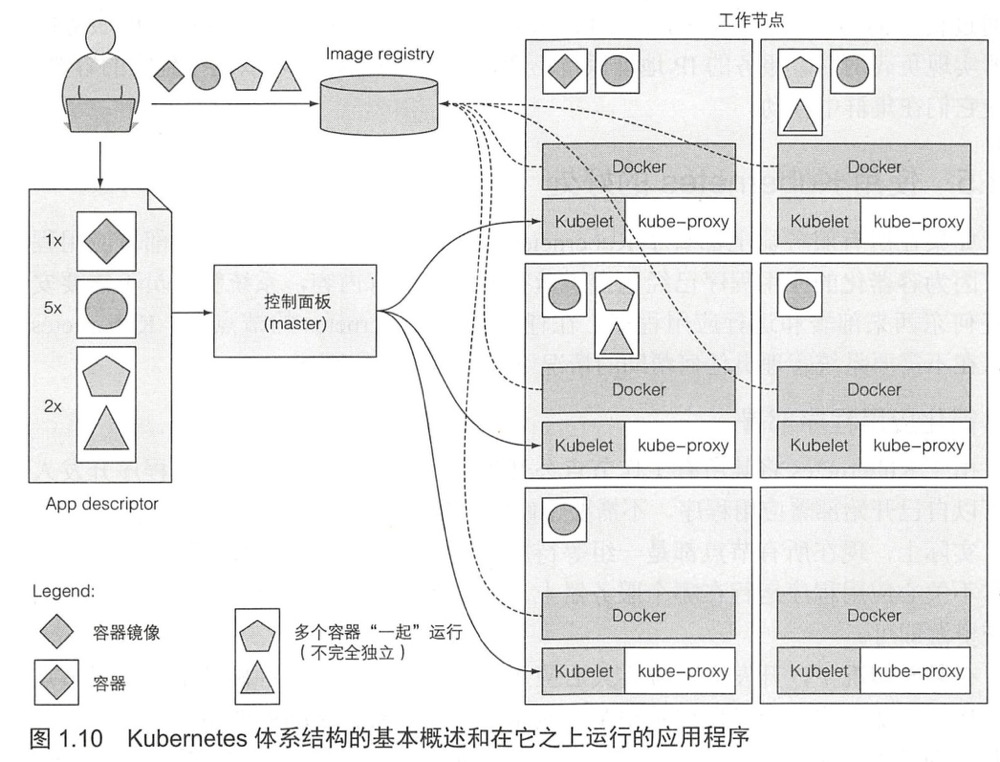 工作节点
Image registry
Docker
Kubelet
kube-proxy
Docker
Kubelet
kube-proxy
1x
5x
2x
App descriptor
控制面板
(master)
Docker
Kubelet
kube-proxy
Docker
Kubelet
kube-proxy
Docker
Kubelet
kube-proxy
Docker
Kubelet
kube-proxy
Legend:
容器镜像
容器
多个容器“一起”运行
（不完全独立）
图 1.10 Kubernetes 体系结构的基本概述和在它之上运行的应用程序